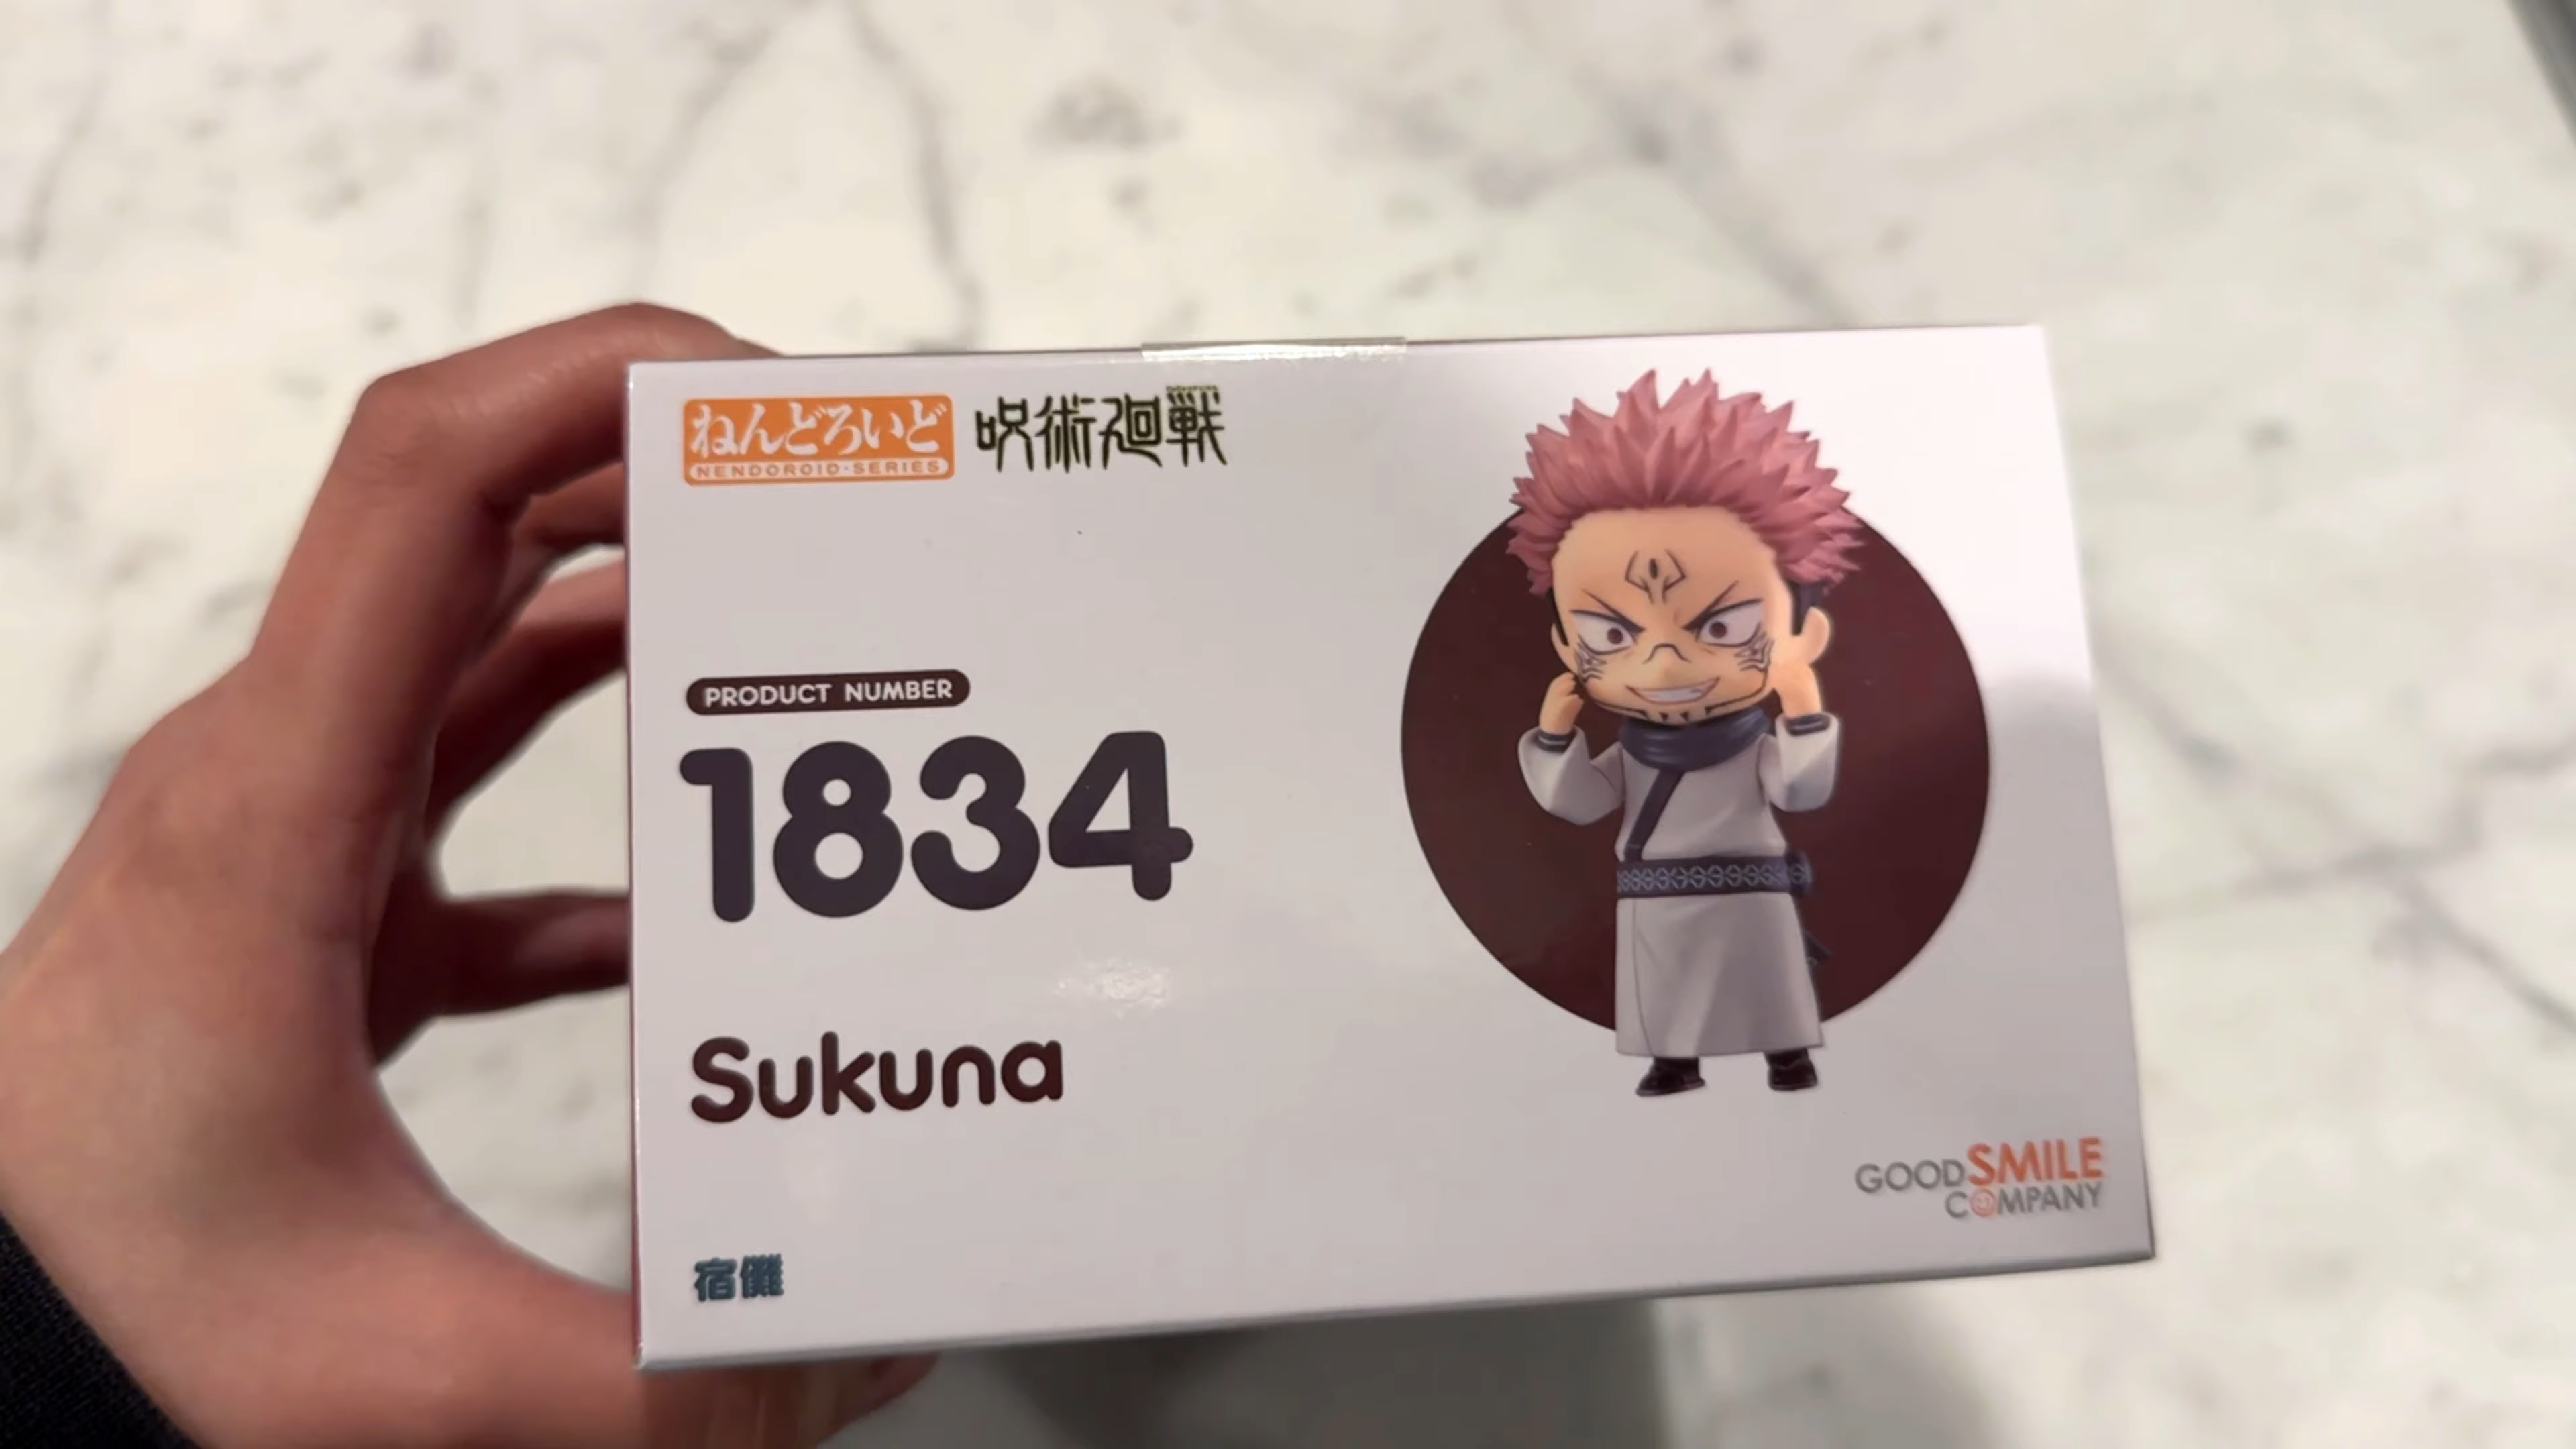 ねんどろいど
NENDOROID·SERIES
呪術廻戦
PRODUCT NUMBER
1834
Sukuna
宿儺
GOOD SMILE
COMPANY